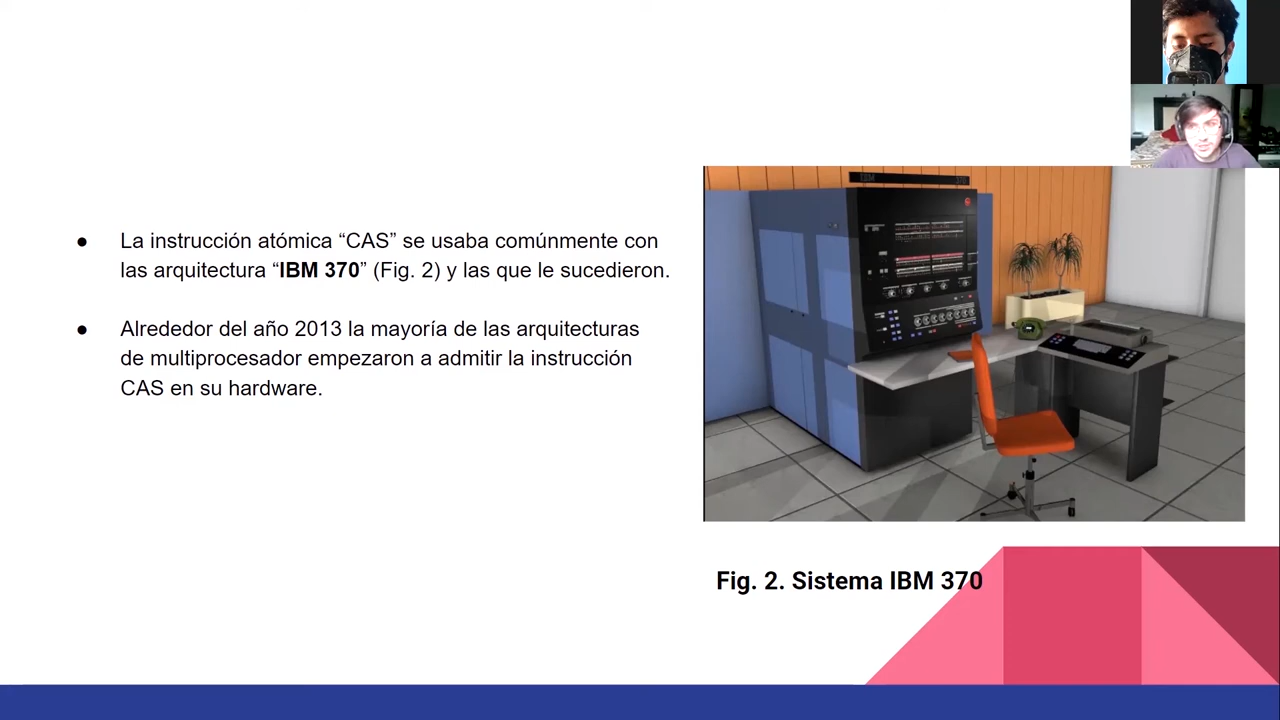 ● La instrucción atómica “CAS” se usaba comúnmente con
las arquitectura “IBM 370” (Fig. 2) y las que le sucedieron.
● Alrededor del año 2013 la mayoría de las arquitecturas
de multiprocesador empezaron a admitir la instrucción
CAS en su hardware.
IBM 370
Fig. 2. Sistema IBM 370